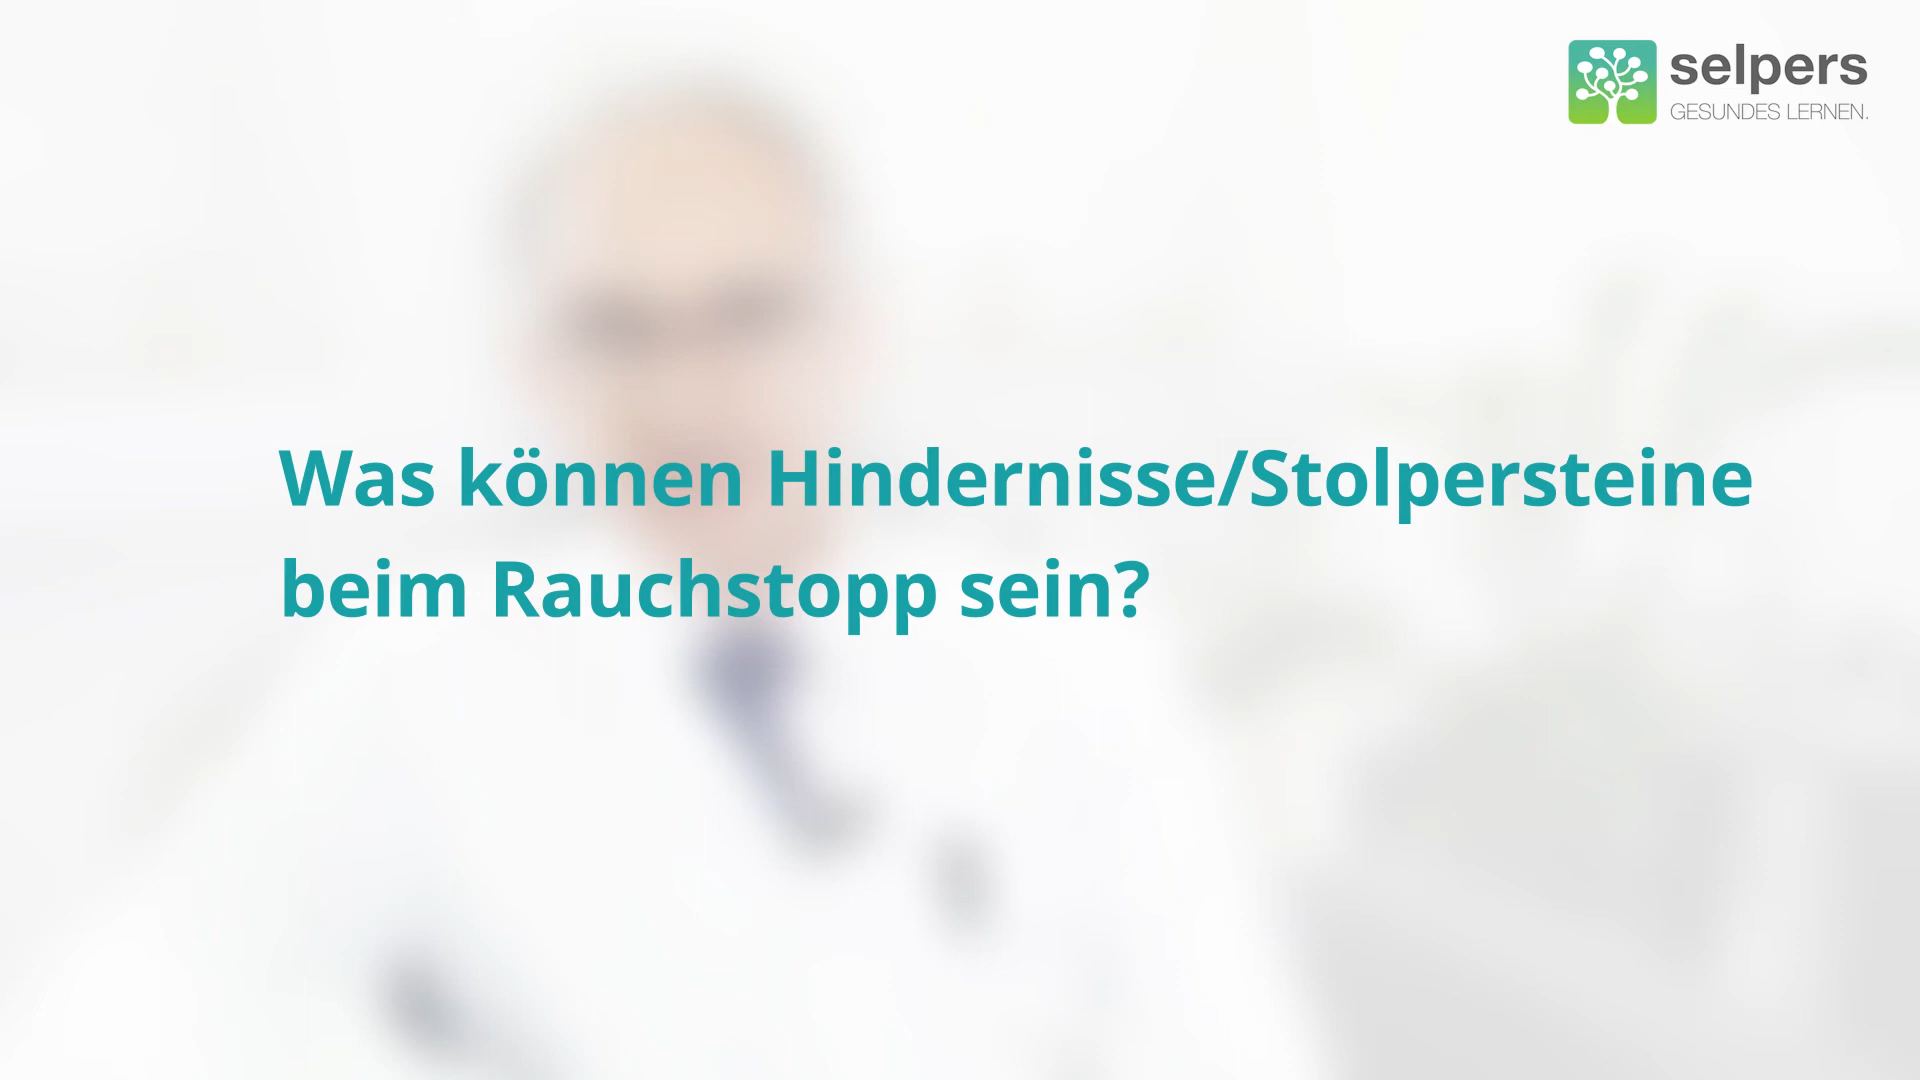 selpers
GESUNDES LERNEN.
Was können Hindernisse/Stolpersteine
beim Rauchstopp sein?